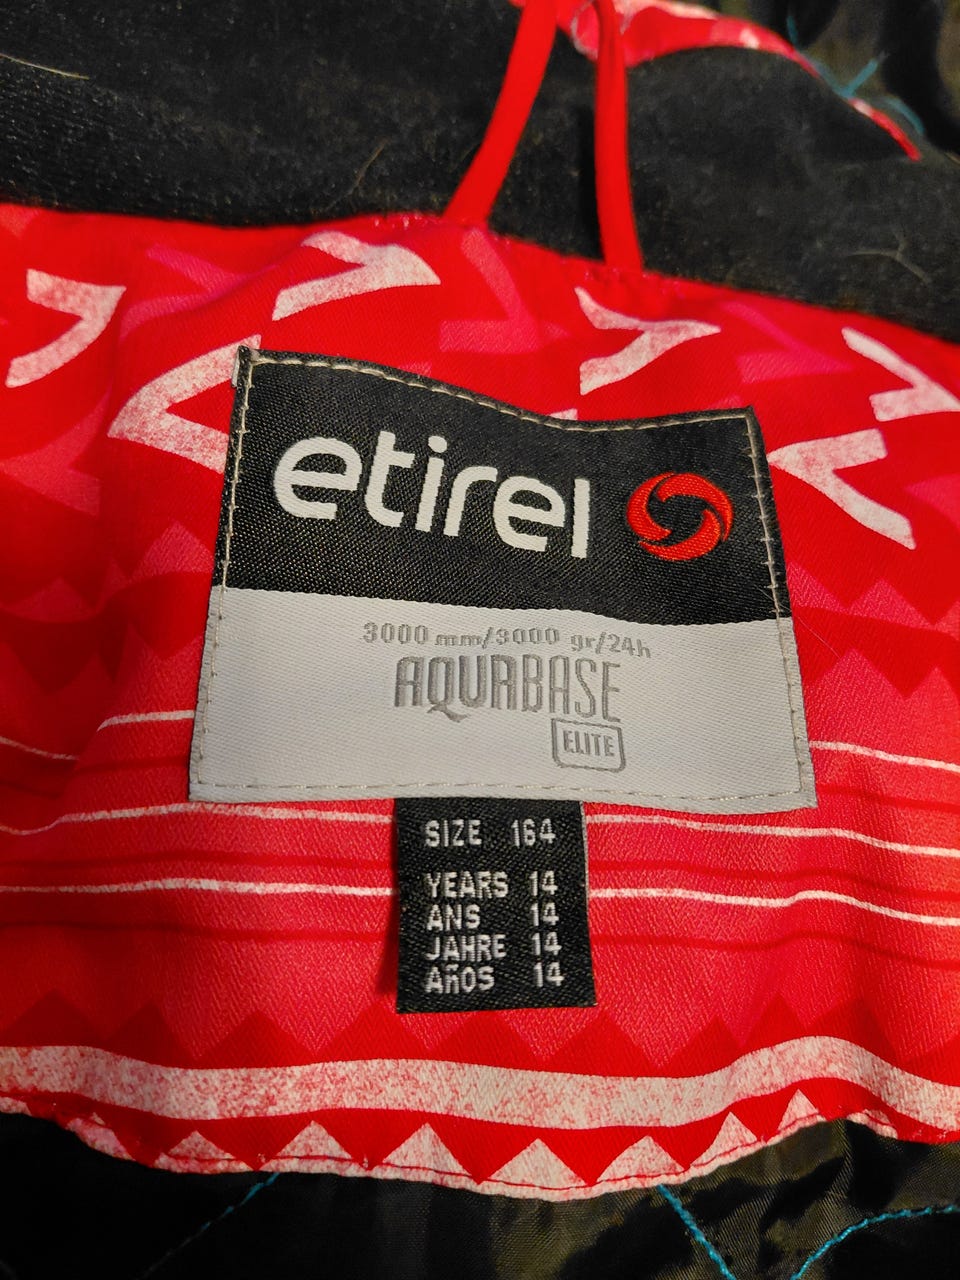 etirel
3000 mm/3000 gr/24h
AQUABASE
ELITE
SIZE 164
YEARS 14
ANS 14
JAHRE 14
AÑOS 14